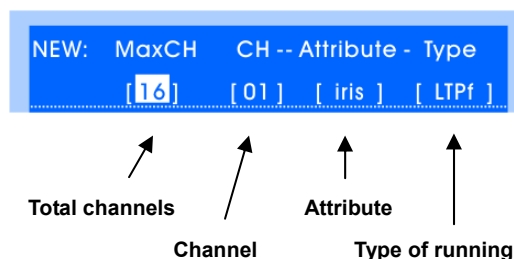 NEW: MaxCH CH -- Attribute - Type
[16] [01] [ iris ] [ LTPf ]
Total channels Attribute
Channel Type of running